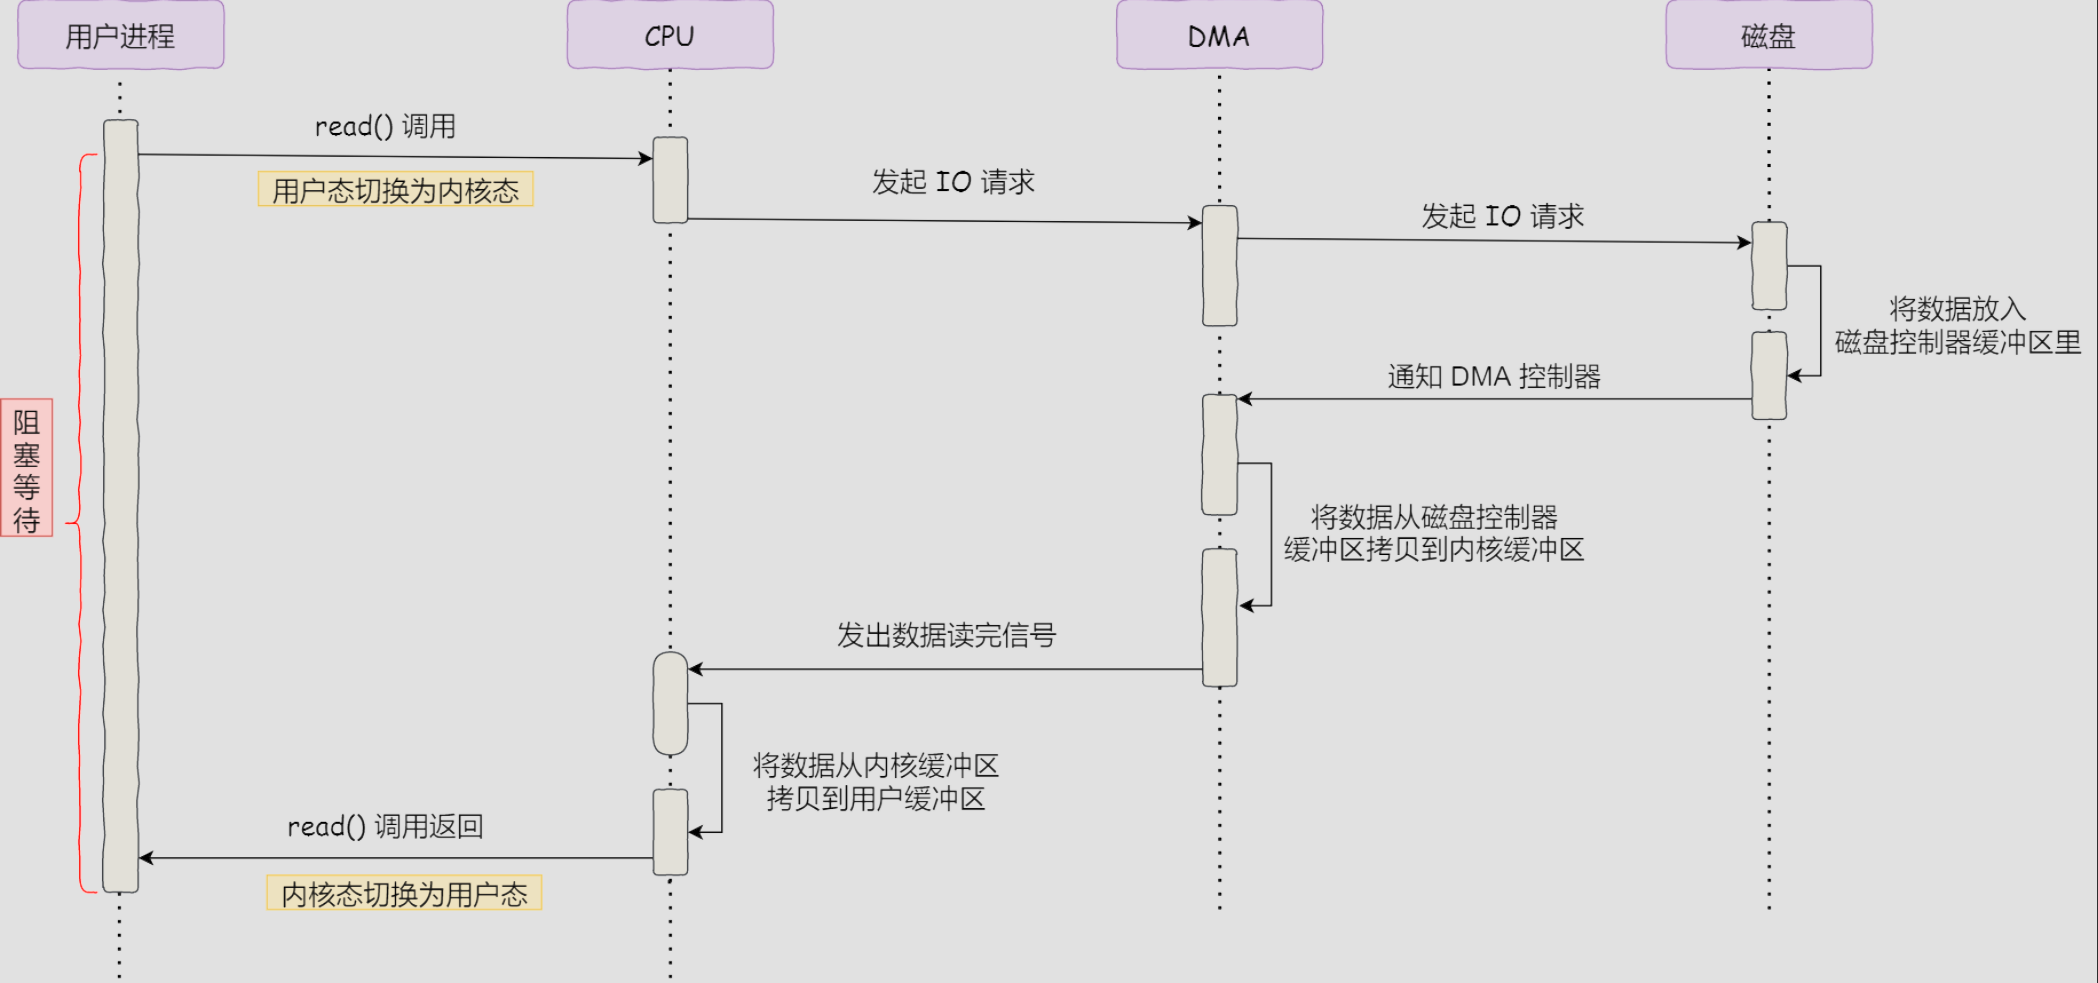 用户进程
CPU
DMA
磁盘
read() 调用
用户态切换为内核态
发起 IO 请求
发起 IO 请求
将数据放入
磁盘控制器缓冲区里
通知 DMA 控制器
阻
塞
等
待
将数据从磁盘控制器
缓冲区拷贝到内核缓冲区
发出数据读完信号
将数据从内核缓冲区
拷贝到用户缓冲区
read() 调用返回
内核态切换为用户态